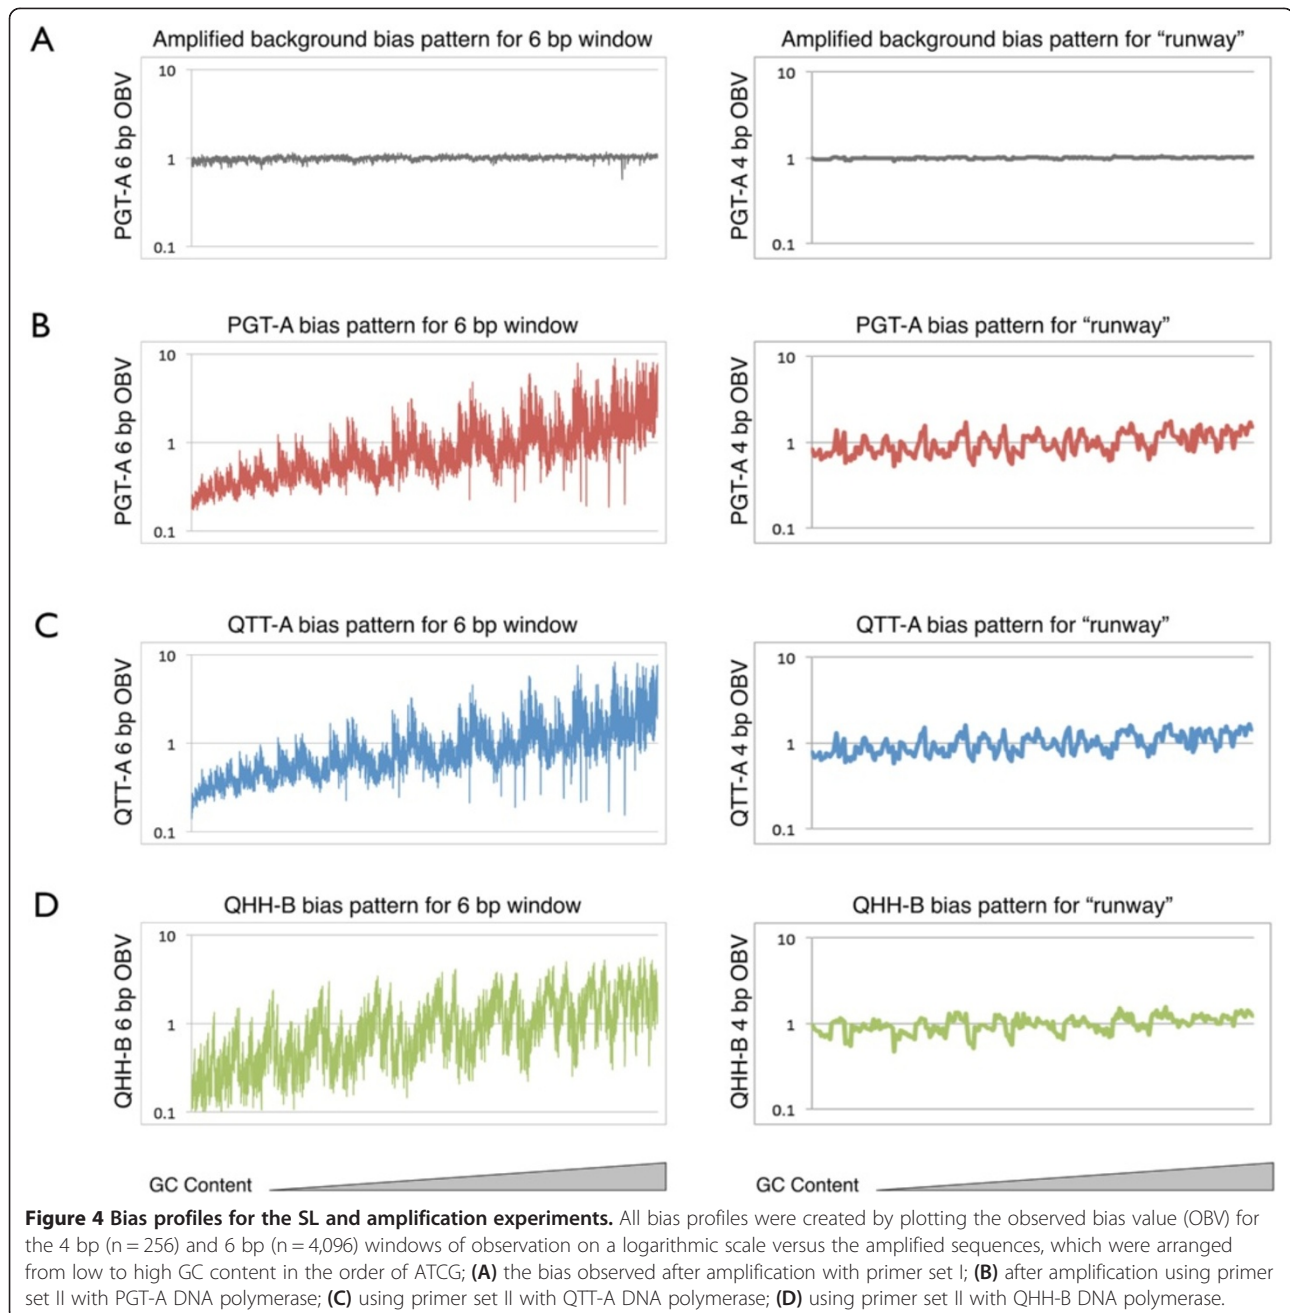 A
Amplified background bias pattern for 6 bp window
Amplified background bias pattern for “runway”
PGT-A 6 bp OBV
10
1
0.1
PGT-A 4 bp OBV
10
1
0.1
B
PGT-A bias pattern for 6 bp window
PGT-A bias pattern for “runway”
PGT-A 6 bp OBV
10
1
0.1
PGT-A 4 bp OBV
10
1
0.1
C
QTT-A bias pattern for 6 bp window
QTT-A bias pattern for “runway”
QTT-A 6 bp OBV
10
1
0.1
QTT-A 4 bp OBV
10
1
0.1
D
QHH-B bias pattern for 6 bp window
QHH-B bias pattern for “runway”
QHH-B 6 bp OBV
10
1
0.1
QHH-B 4 bp OBV
10
1
0.1
GC Content
GC Content
Figure 4 Bias profiles for the SL and amplification experiments. All bias profiles were created by plotting the observed bias value (OBV) for
the 4 bp (n = 256) and 6 bp (n = 4,096) windows of observation on a logarithmic scale versus the amplified sequences, which were arranged
from low to high GC content in the order of ATCG; (A) the bias observed after amplification with primer set I; (B) after amplification using primer
set II with PGT-A DNA polymerase; (C) using primer set II with QTT-A DNA polymerase; (D) using primer set II with QHH-B DNA polymerase.